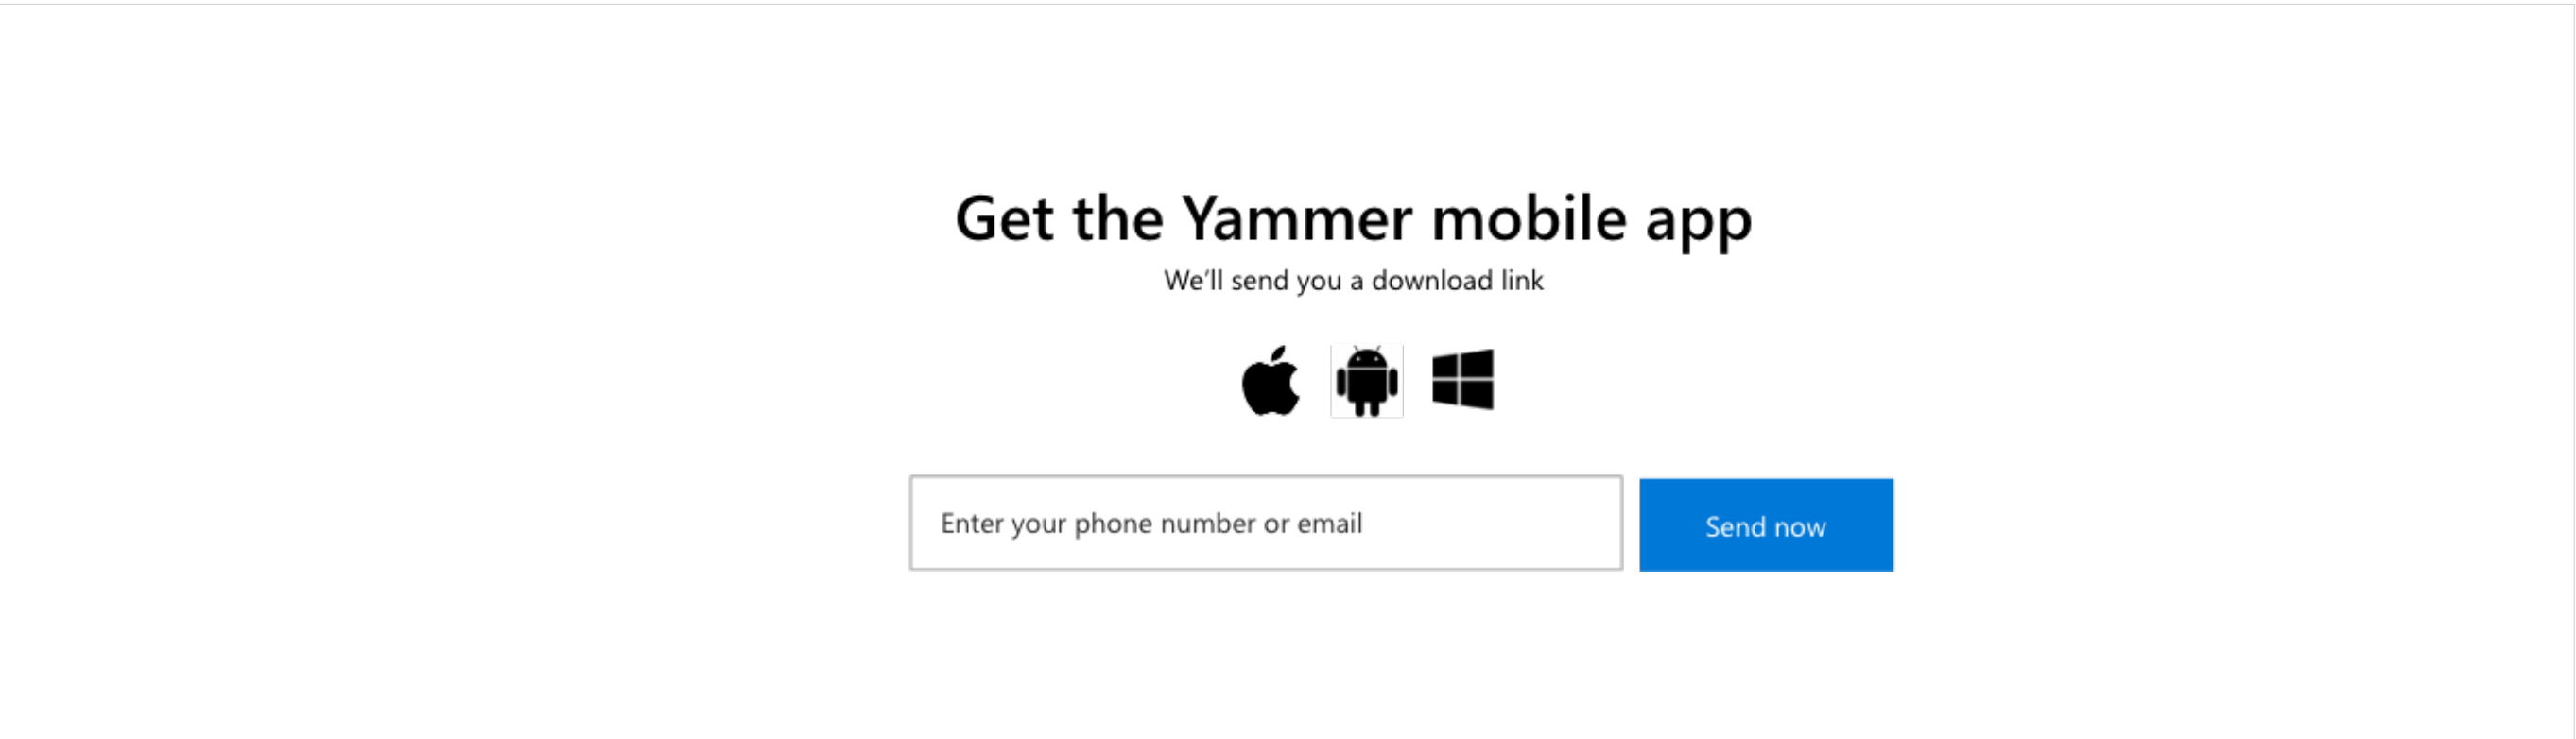 Get the Yammer mobile app
We'll send you a download link
Enter your phone number or email
Send now